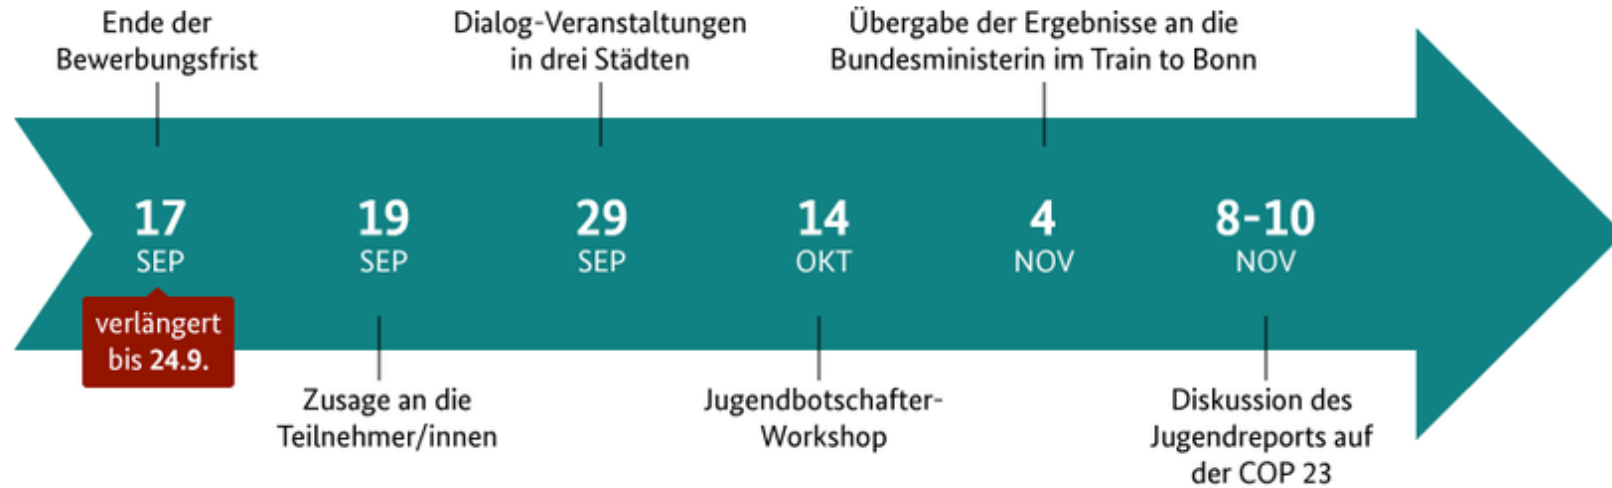 Ende der
Bewerbungsfrist
Dialog-Veranstaltungen
in drei Städten
Übergabe der Ergebnisse an die
Bundesministerin im Train to Bonn
17
SEP
19
SEP
29
SEP
14
OKT
4
NOV
8-10
NOV
verlängert
bis 24.9.
Zusage an die
Teilnehmer/innen
Jugendbotschafter-
Workshop
Diskussion des
Jugendreports auf
der COP 23